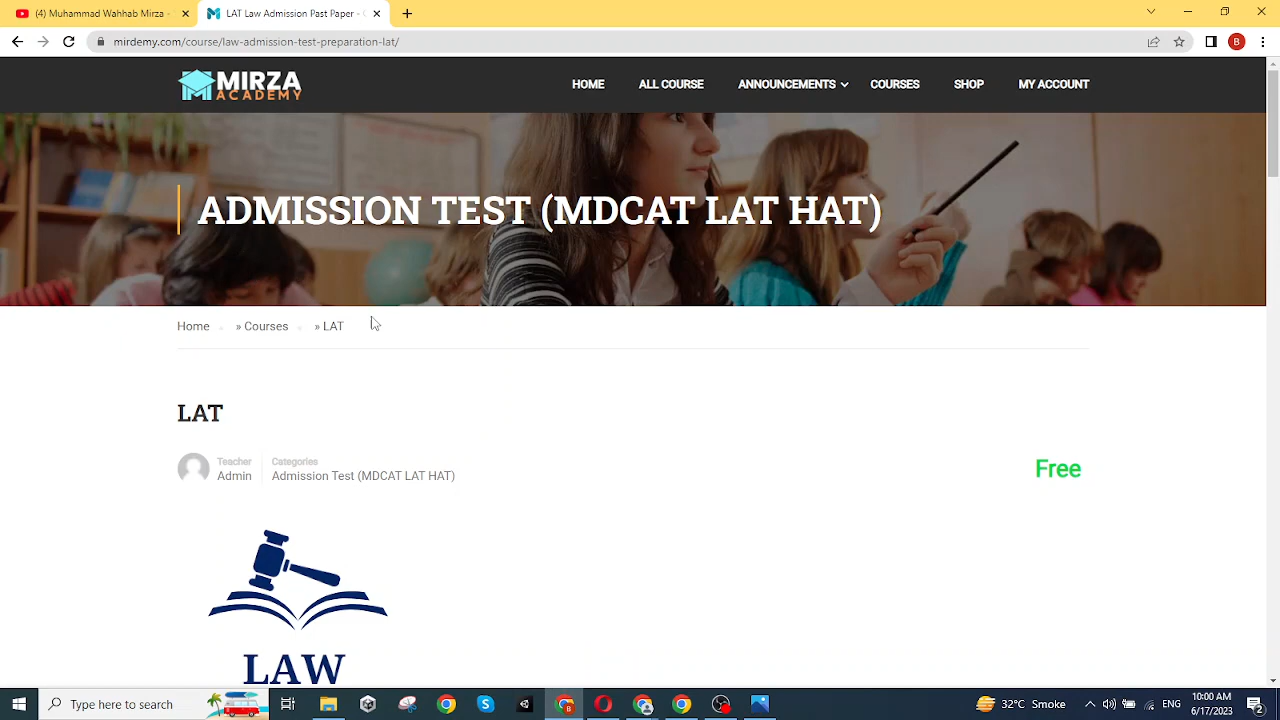 (4) Muhammad Wahhab Mirza -
LAT Law Admission Past Paper -
mirdemy.com/course/law-admission-test-preparation-lat/
B
MIRZA
ACADEMY
HOME
ALL COURSE
ANNOUNCEMENTS
COURSES
SHOP
MY ACCOUNT
ADMISSION TEST (MDCAT LAT HAT)
Home » Courses » LAT
LAT
Teacher
Admin
Categories
Admission Test (MDCAT LAT HAT)
Free
LAW
Type here to search
32°C Smoke
ENG
10:00 AM
6/17/2023